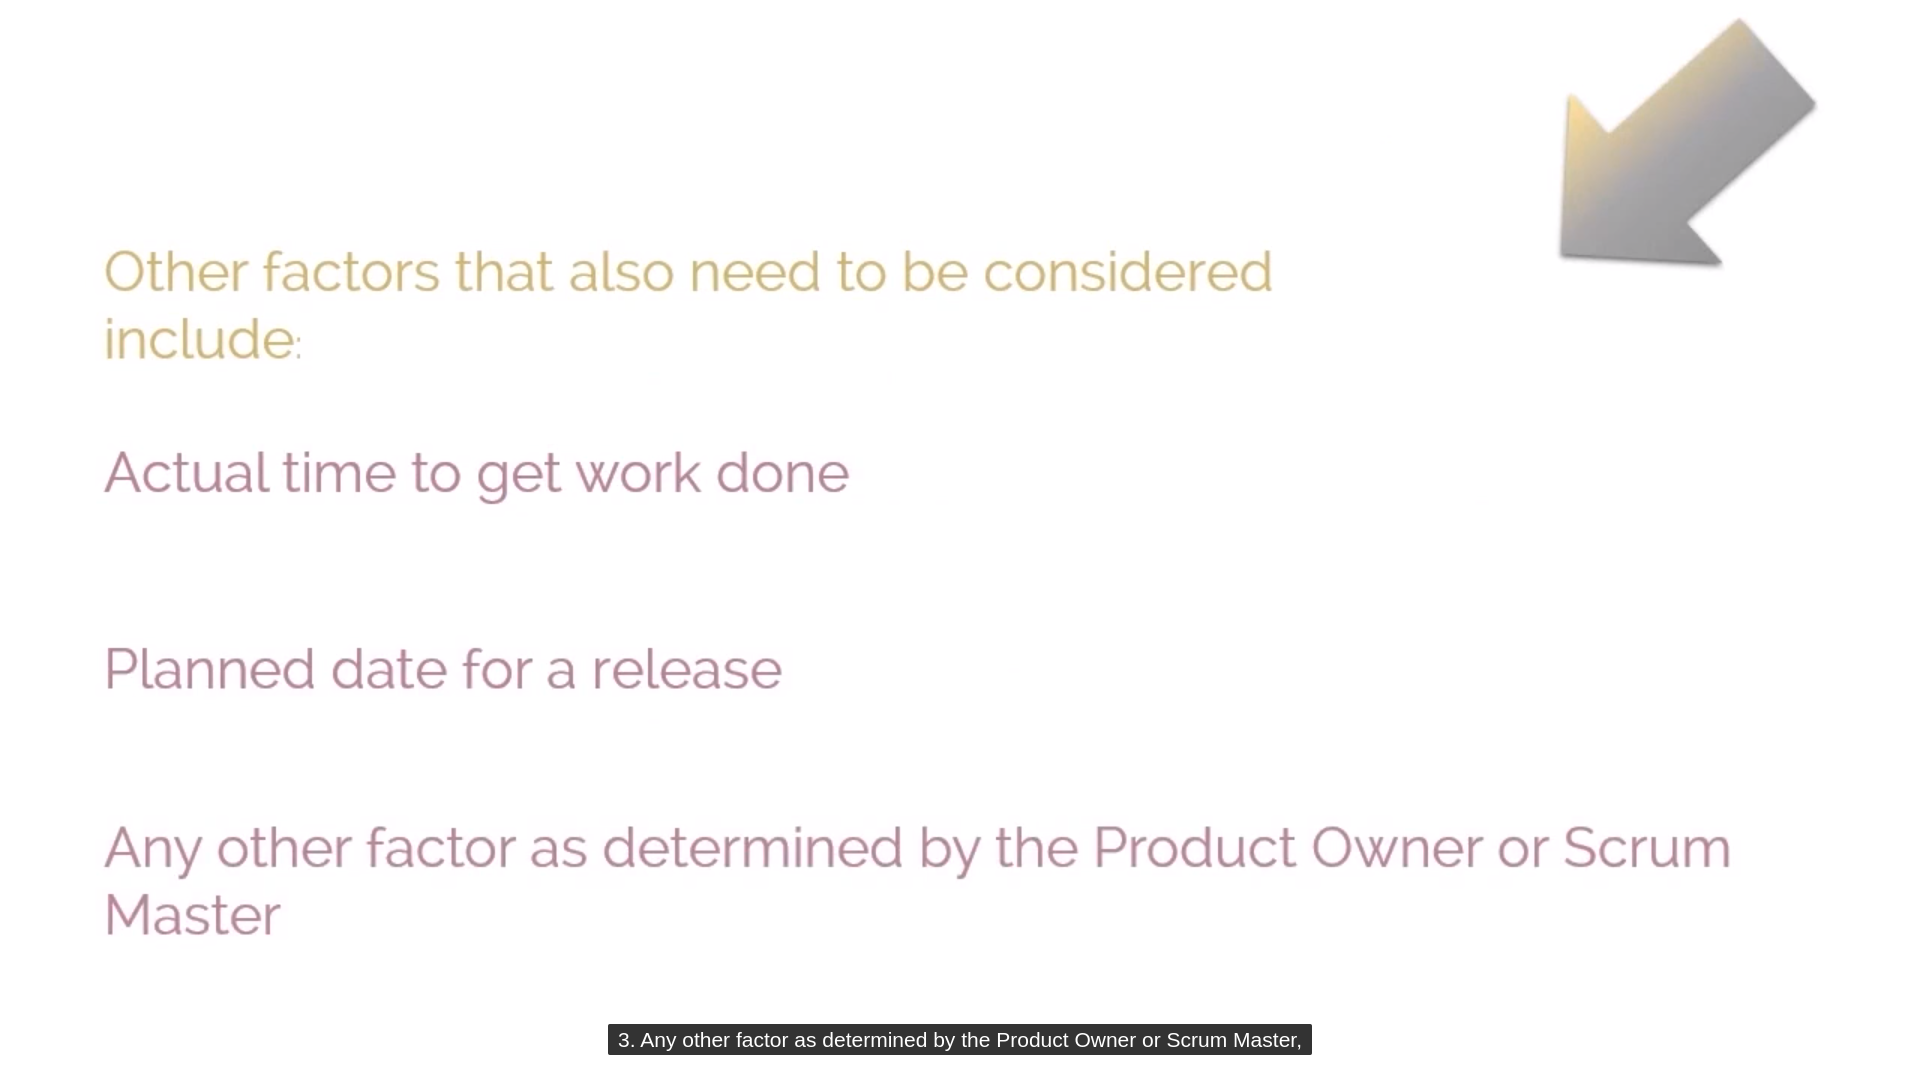 Other factors that also need to be considered
include:
Actual time to get work done
Planned date for a release
Any other factor as determined by the Product Owner or Scrum
Master
3. Any other factor as determined by the Product Owner or Scrum Master,